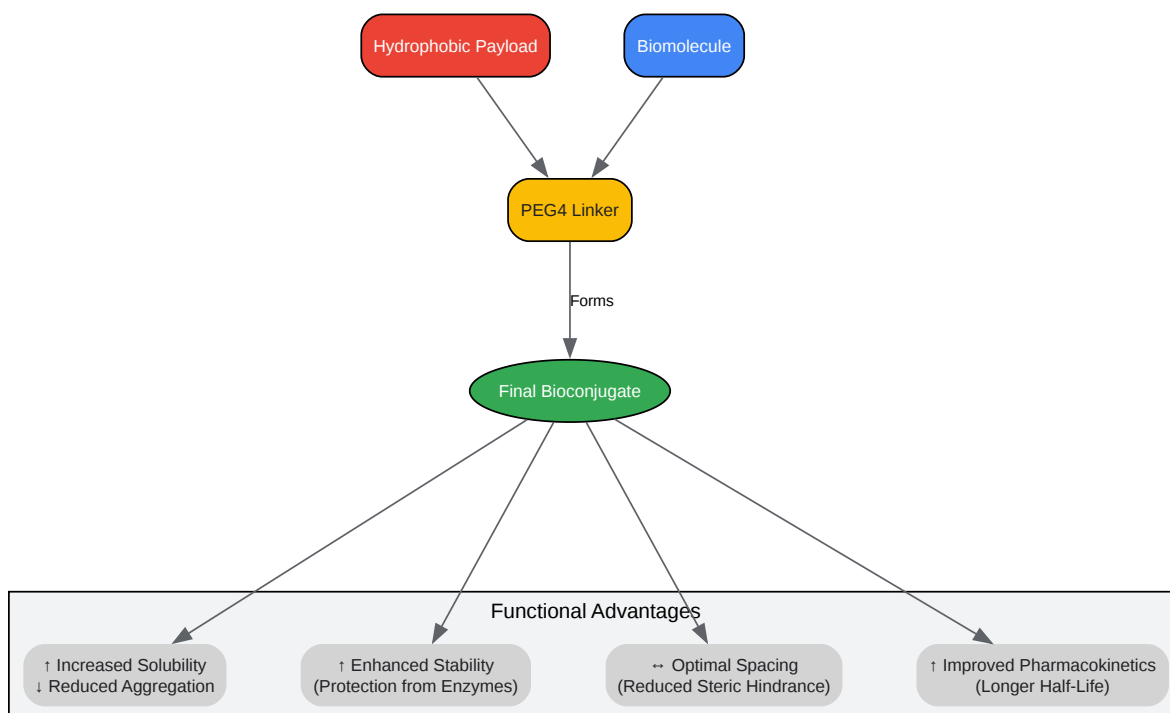 Hydrophobic Payload
Biomolecule
PEG4 Linker
Forms
Final Bioconjugate
Functional Advantages
↑ Increased Solubility
↓ Reduced Aggregation
↑ Enhanced Stability
(Protection from Enzymes)
↔ Optimal Spacing
(Reduced Steric Hindrance)
↑ Improved Pharmacokinetics
(Longer Half-Life)